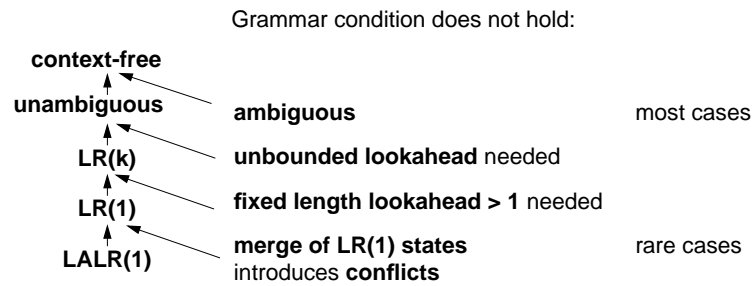 Grammar condition does not hold:
context-free
unambiguous
ambiguous most cases
LR(k) unbounded lookahead needed
LR(1) fixed length lookahead > 1 needed
merge of LR(1) states rare cases
LALR(1)
introduces conflicts